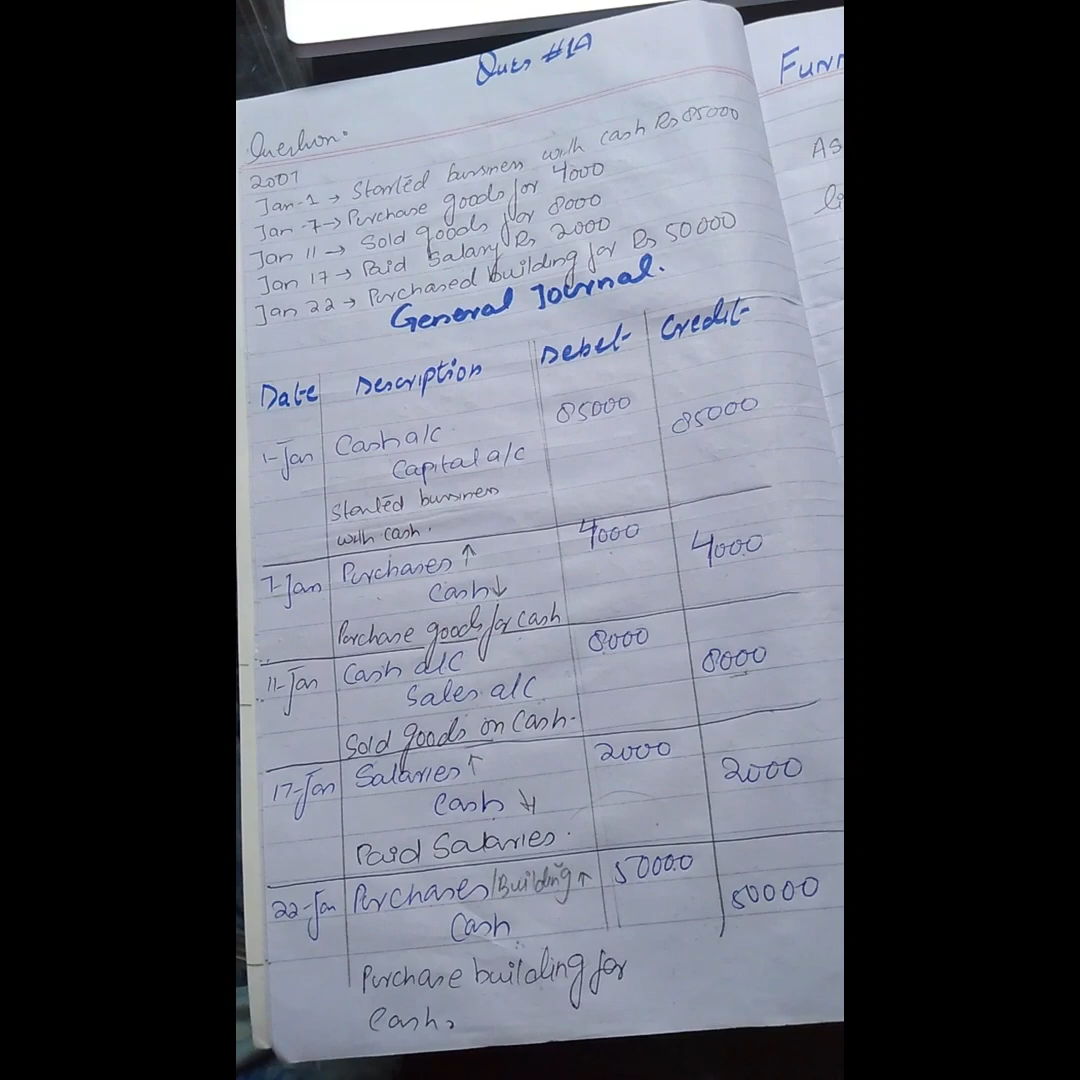 Ques #1A
Question:
2007
Jan-1 → Started business with cash Rs 85000
Jan-7 → Purchase goods for 4000
Jan 11 → Sold goods for 8000
Jan 17 → Paid Salary Rs 2000
Jan 22 → Purchased building for Rs 50000
General Journal.
Date Description Debet Credit
1-Jan Cash a/c 85000
Capital a/c 85000
Started business
with cash.
7-Jan Purchases ↑ 4000
Cash ↓ 4000
Purchase goods for cash
11-Jan Cash a/c 8000
Sales a/c 8000
Sold goods on Cash.
17-Jan Salaries ↑ 2000
Cash ↓ 2000
Paid Salaries.
22-Jan Purchases/Building ↑ 50000
Cash 50000
Purchase building for
Cash.
As